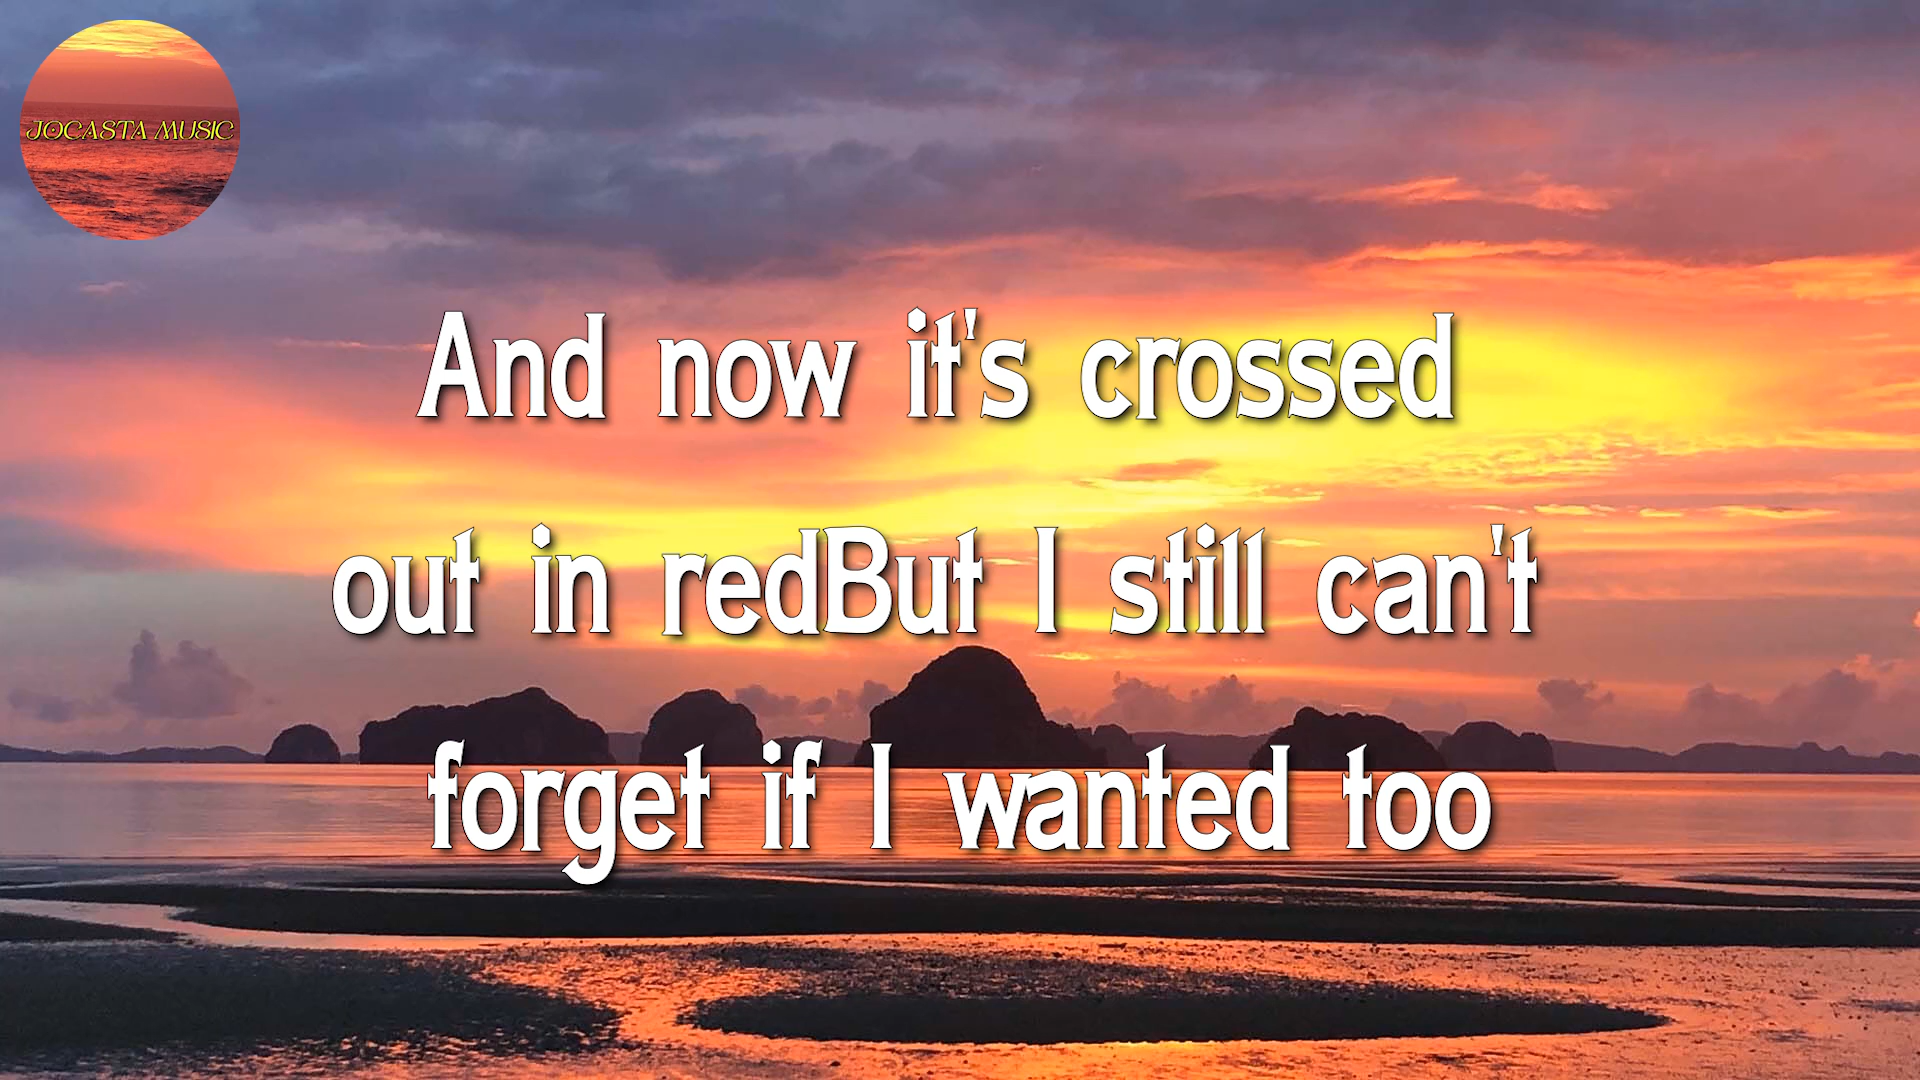 JOCASTA MUSIC
And now it's crossed
out in redBut I still can't
forget if I wanted too